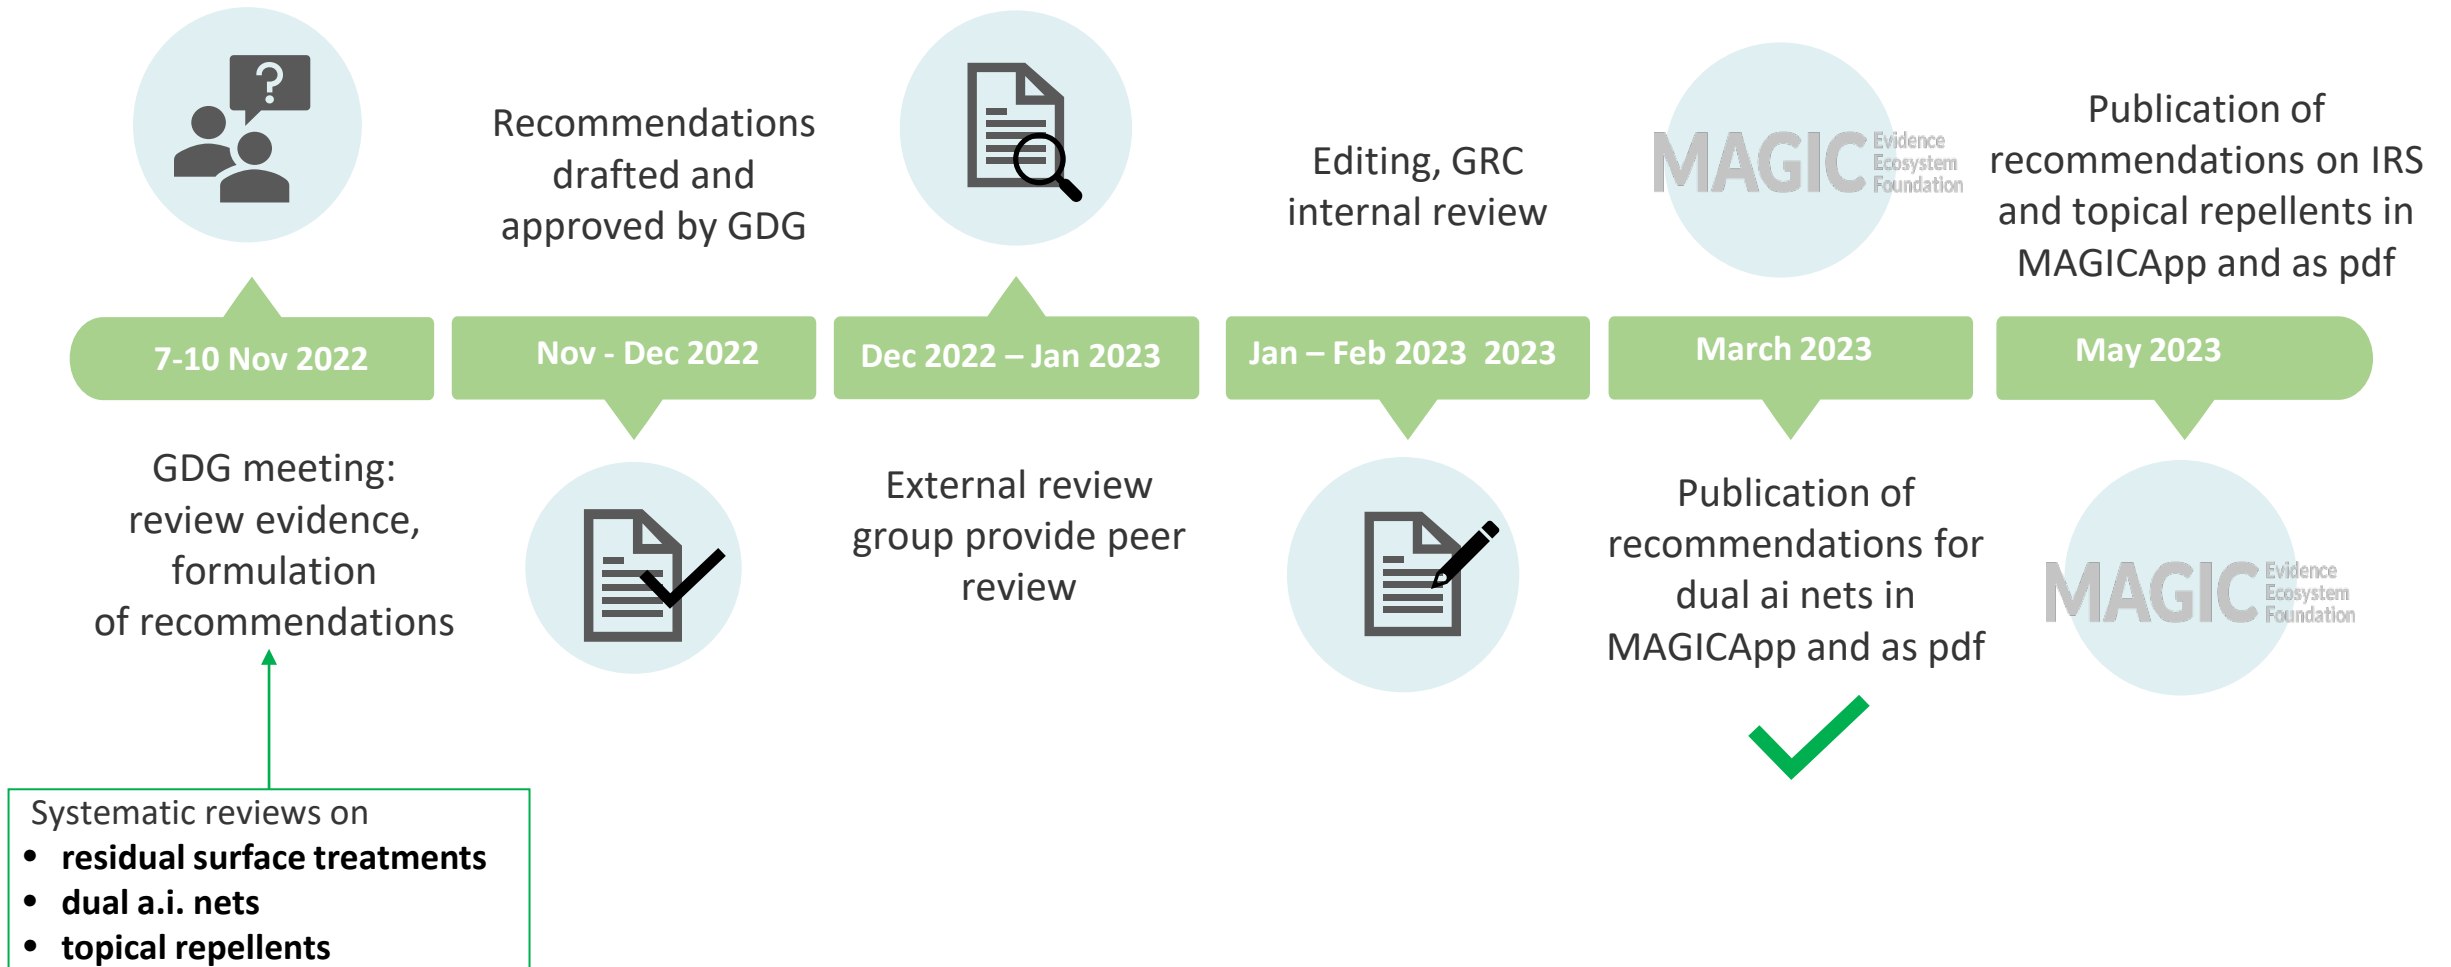 ?
7-10 Nov 2022
GDG meeting:
review evidence,
formulation
of recommendations
Systematic reviews on
• residual surface treatments
• dual a.i. nets
• topical repellents
Recommendations
drafted and
approved by GDG
Nov - Dec 2022
Dec 2022 – Jan 2023
External review
group provide peer
review
Editing, GRC
internal review
Jan – Feb 2023  2023
MAGIC Evidence
Ecosystem
Foundation
March 2023
Publication of
recommendations for
dual ai nets in
MAGICApp and as pdf
Publication of
recommendations on IRS
and topical repellents in
MAGICApp and as pdf
May 2023
MAGIC Evidence
Ecosystem
Foundation